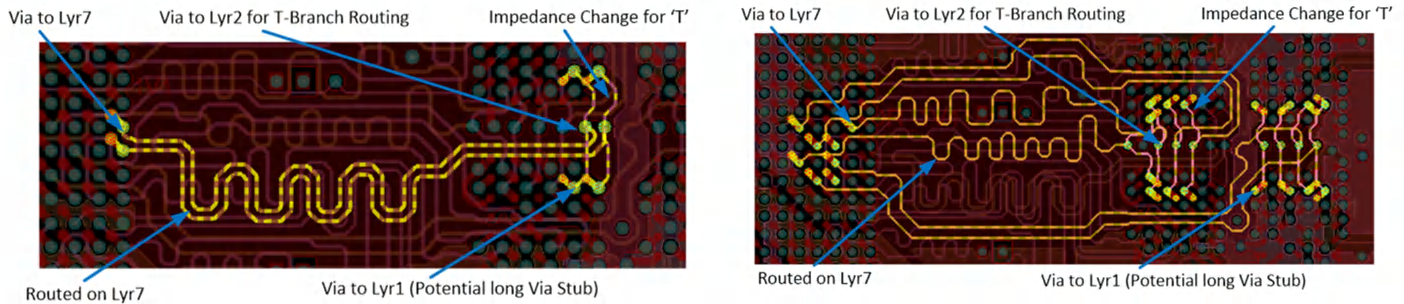 Via to Lyr7
Via to Lyr2 for T-Branch Routing
Impedance Change for ‘T’
Routed on Lyr7
Via to Lyr1 (Potential long Via Stub)
Via to Lyr7
Via to Lyr2 for T-Branch Routing
Impedance Change for ‘T’
Routed on Lyr7
Via to Lyr1 (Potential long Via Stub)